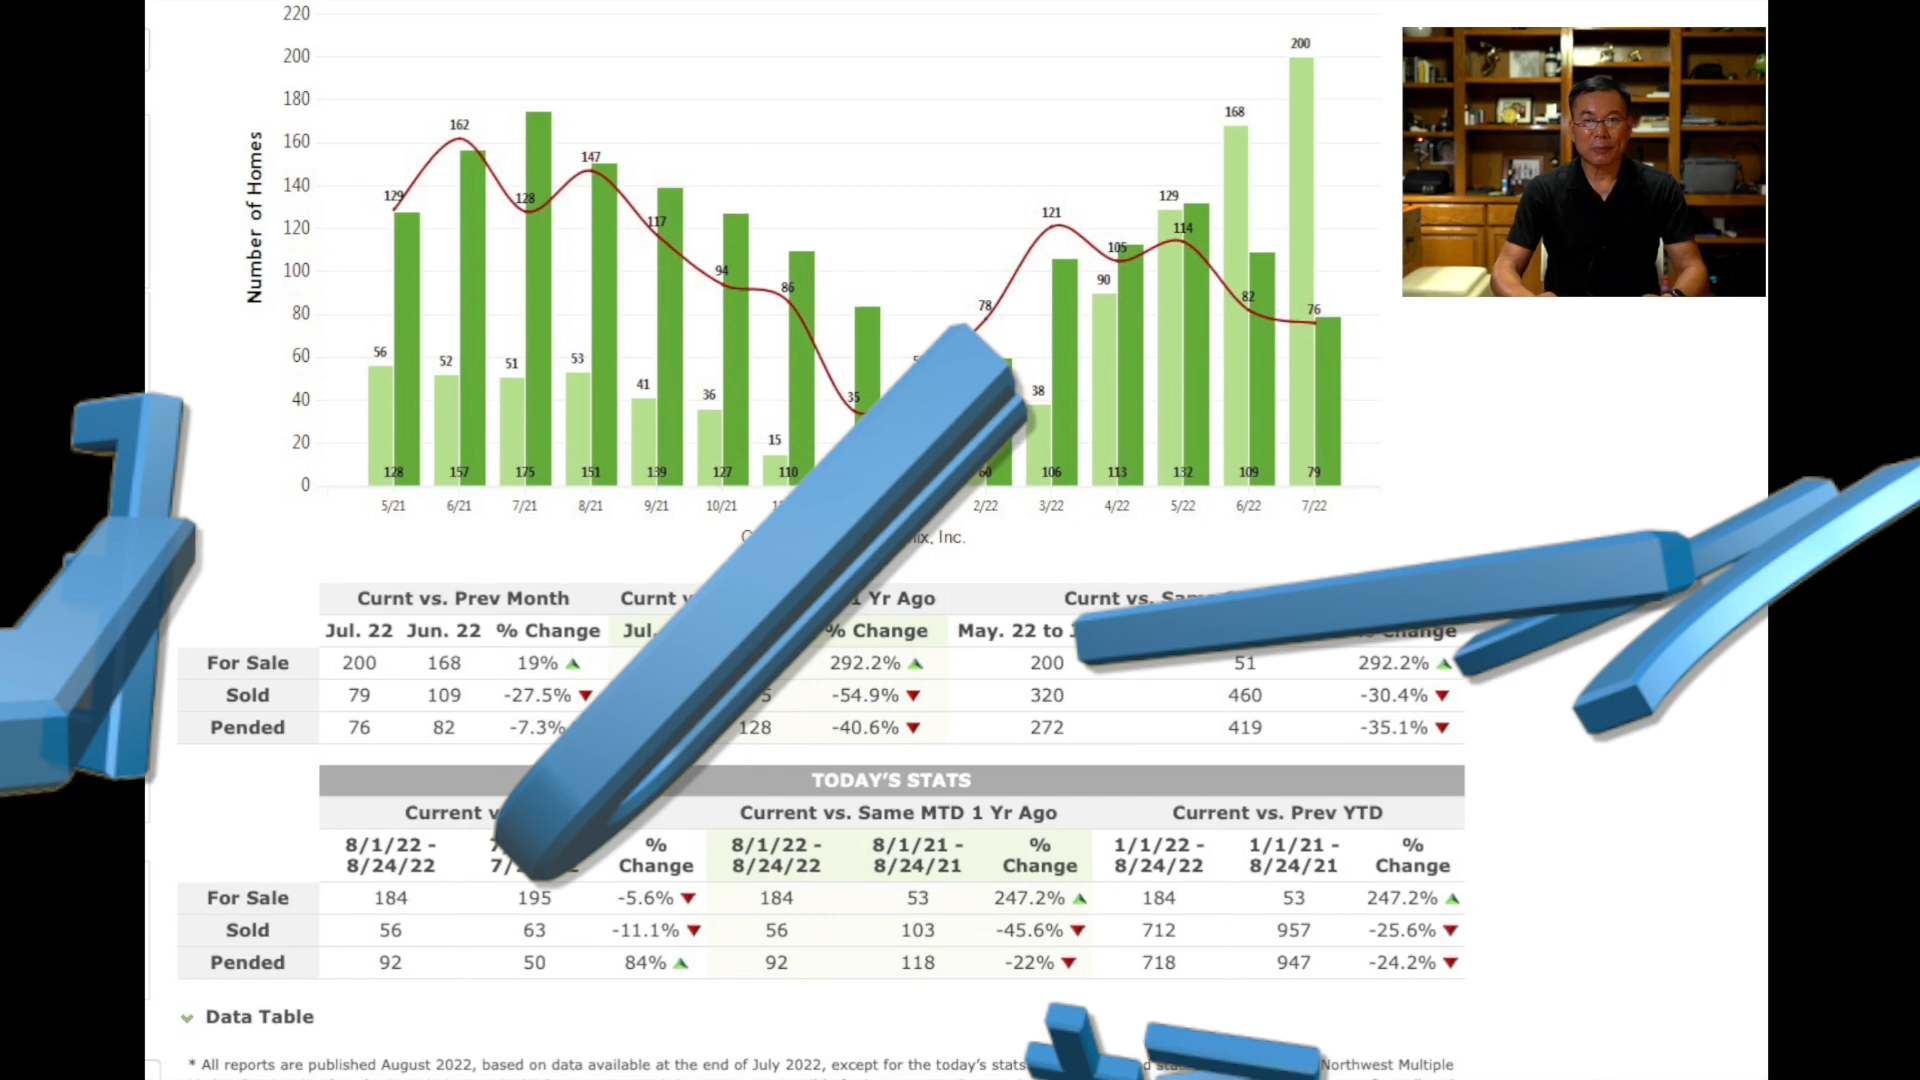 220
200
180
160
140
120
100
80
60
40
20
0
Number of Homes
129 162 128 147 117 94 86 35 78 121 105 114 82 76
56 52 51 53 41 36 15 38 90 129 168 200
128 157 175 151 139 127 110 60 106 113 132 109 79
5/21 6/21 7/21 8/21 9/21 10/21 2/22 3/22 4/22 5/22 6/22 7/22
Inc.
Curnt vs. Prev Month Curnt 1 Yr Ago Curnt vs.
Jul. 22 Jun. 22 % Change Jul. % Change May. 22 to Change
For Sale 200 168 19% 292.2% 200 51 292.2%
Sold 79 109 -27.5% -54.9% 320 460 -30.4%
Pended 76 82 -7.3% 128 -40.6% 272 419 -35.1%
TODAY'S STATS
Current Current vs. Same MTD 1 Yr Ago Current vs. Prev YTD
8/1/22 - % 8/1/22 - 8/1/21 - % 1/1/22 - 1/1/21 - %
8/24/22 Change 8/24/22 8/24/21 Change 8/24/22 8/24/21 Change
For Sale 184 195 -5.6% 184 53 247.2% 184 53 247.2%
Sold 56 63 -11.1% 56 103 -45.6% 712 957 -25.6%
Pended 92 50 84% 92 118 -22% 718 947 -24.2%
Data Table
* All reports are published August 2022, based on data available at the end of July 2022, except for the today's stats Northwest Multiple